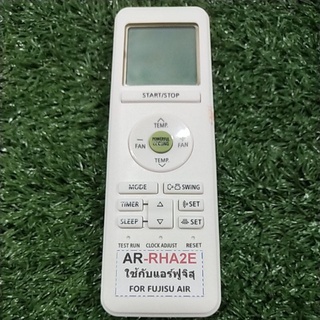 START/STOP
TEMP.
FAN
POWERFUL
FAN
TEMP.
MODE
SWING
TIMER
SET
SLEEP
SET
TEST RUN CLOCK ADJUST RESET
AR-RHA2E
ใช้กับแอร์ฟูจิสุ
FOR FUJISU AIR